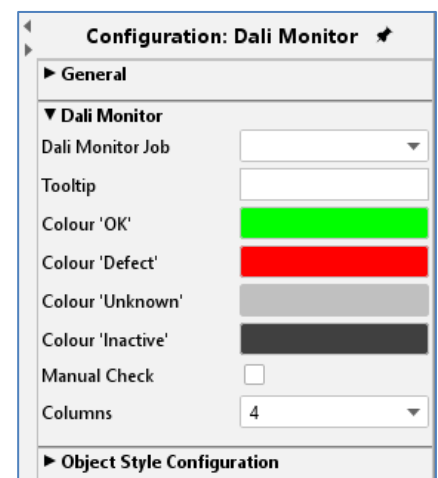 Configuration: Dali Monitor
General
Dali Monitor
Dali Monitor Job
Tooltip
Colour 'OK'
Colour 'Defect'
Colour 'Unknown'
Colour 'Inactive'
Manual Check
Columns 4
Object Style Configuration